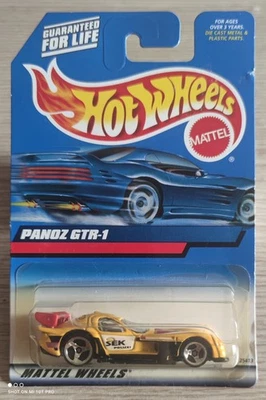 GUARANTEED
FOR LIFE
FOR AGES
OVER 3 YEARS.
DIE CAST METAL &
PLASTIC PARTS.
HOT WHEELS
MATTEL
PANOZ GTR-1
SEK
MATTEL WHEELS